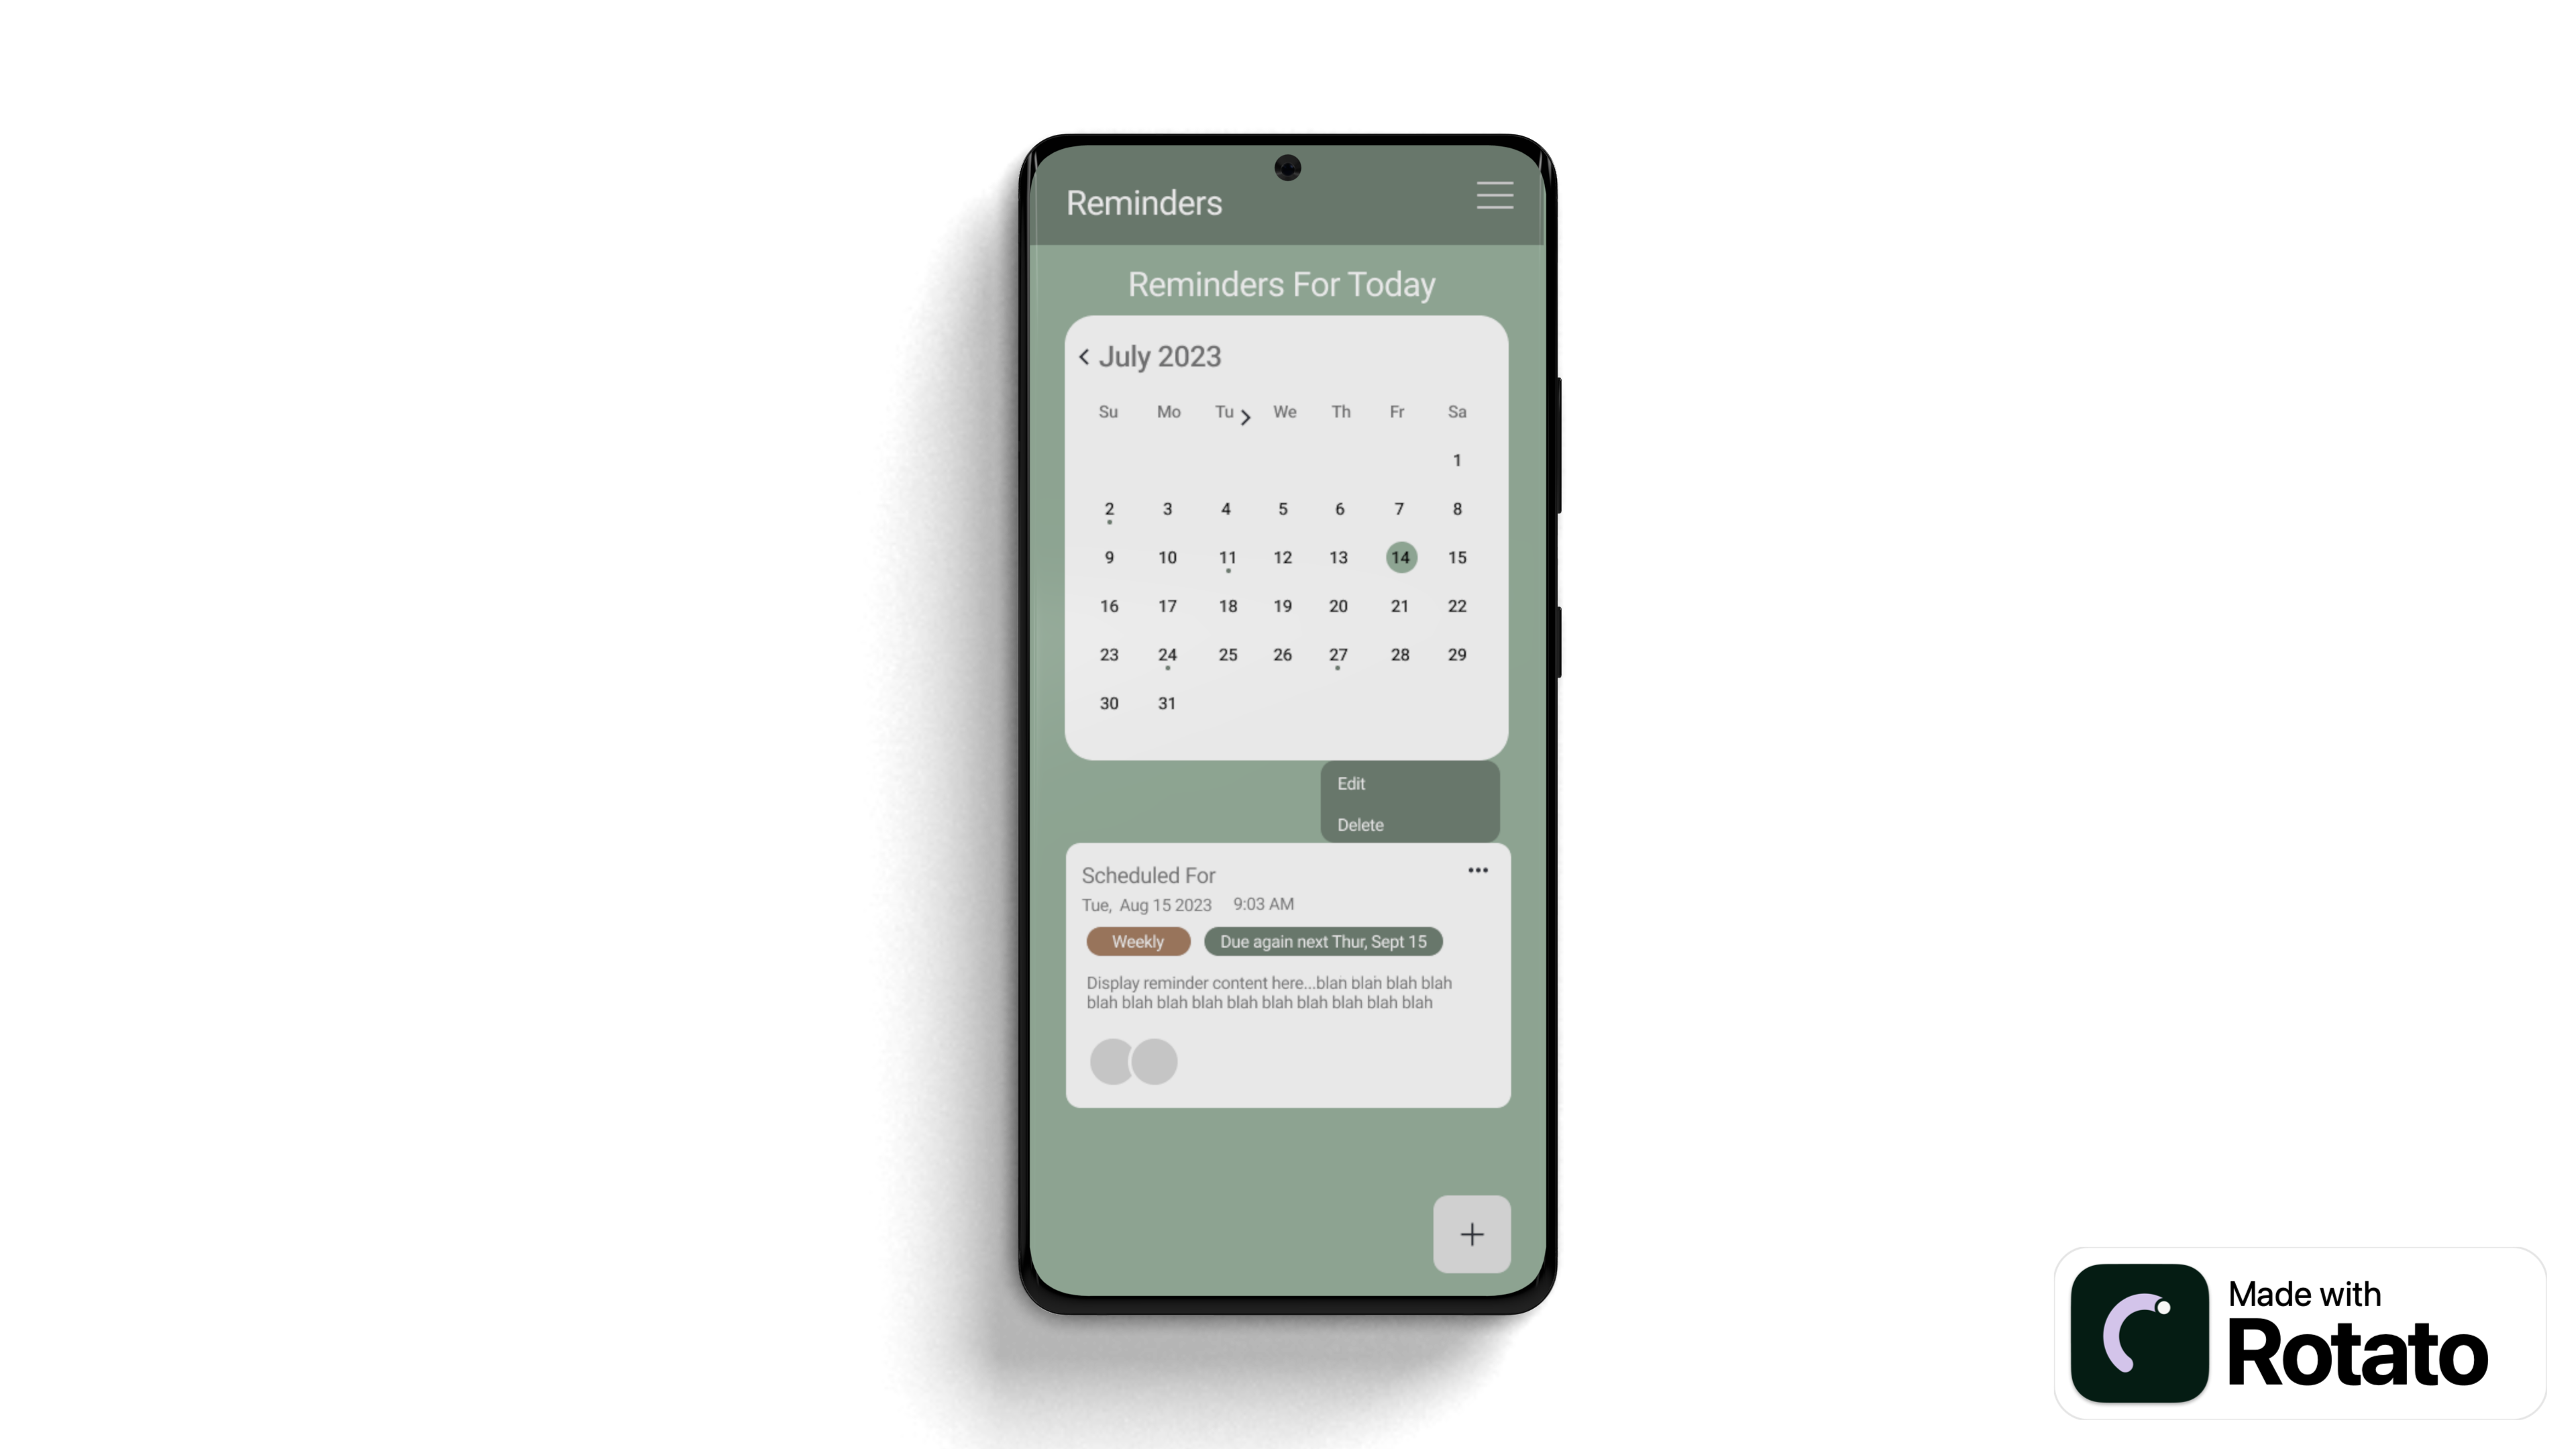 Reminders
Reminders For Today
July 2023
Su Mo Tu We Th Fr Sa
1
2 3 4 5 6 7 8
9 10 11 12 13 14 15
16 17 18 19 20 21 22
23 24 25 26 27 28 29
30 31
Edit
Delete
Scheduled For
Tue, Aug 15 2023 9:03 AM
Weekly Due again next Thur, Sept 15
Display reminder content here...blah blah blah blah
blah blah blah blah blah blah blah blah blah blah
Made with
Rotato